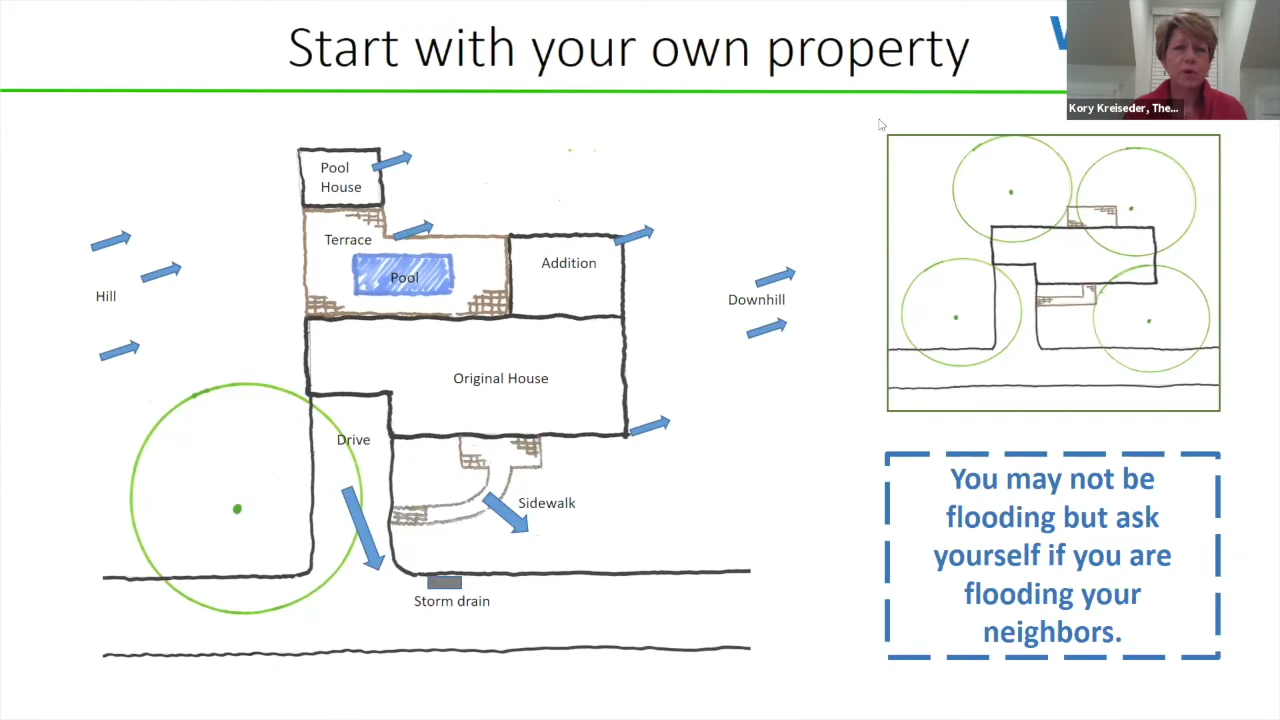 Start with your own property
Kory Kreiseder, The...
Pool
House
Terrace
Pool
Addition
Hill
Downhill
Original House
Drive
Sidewalk
Storm drain
You may not be
flooding but ask
yourself if you are
flooding your
neighbors.